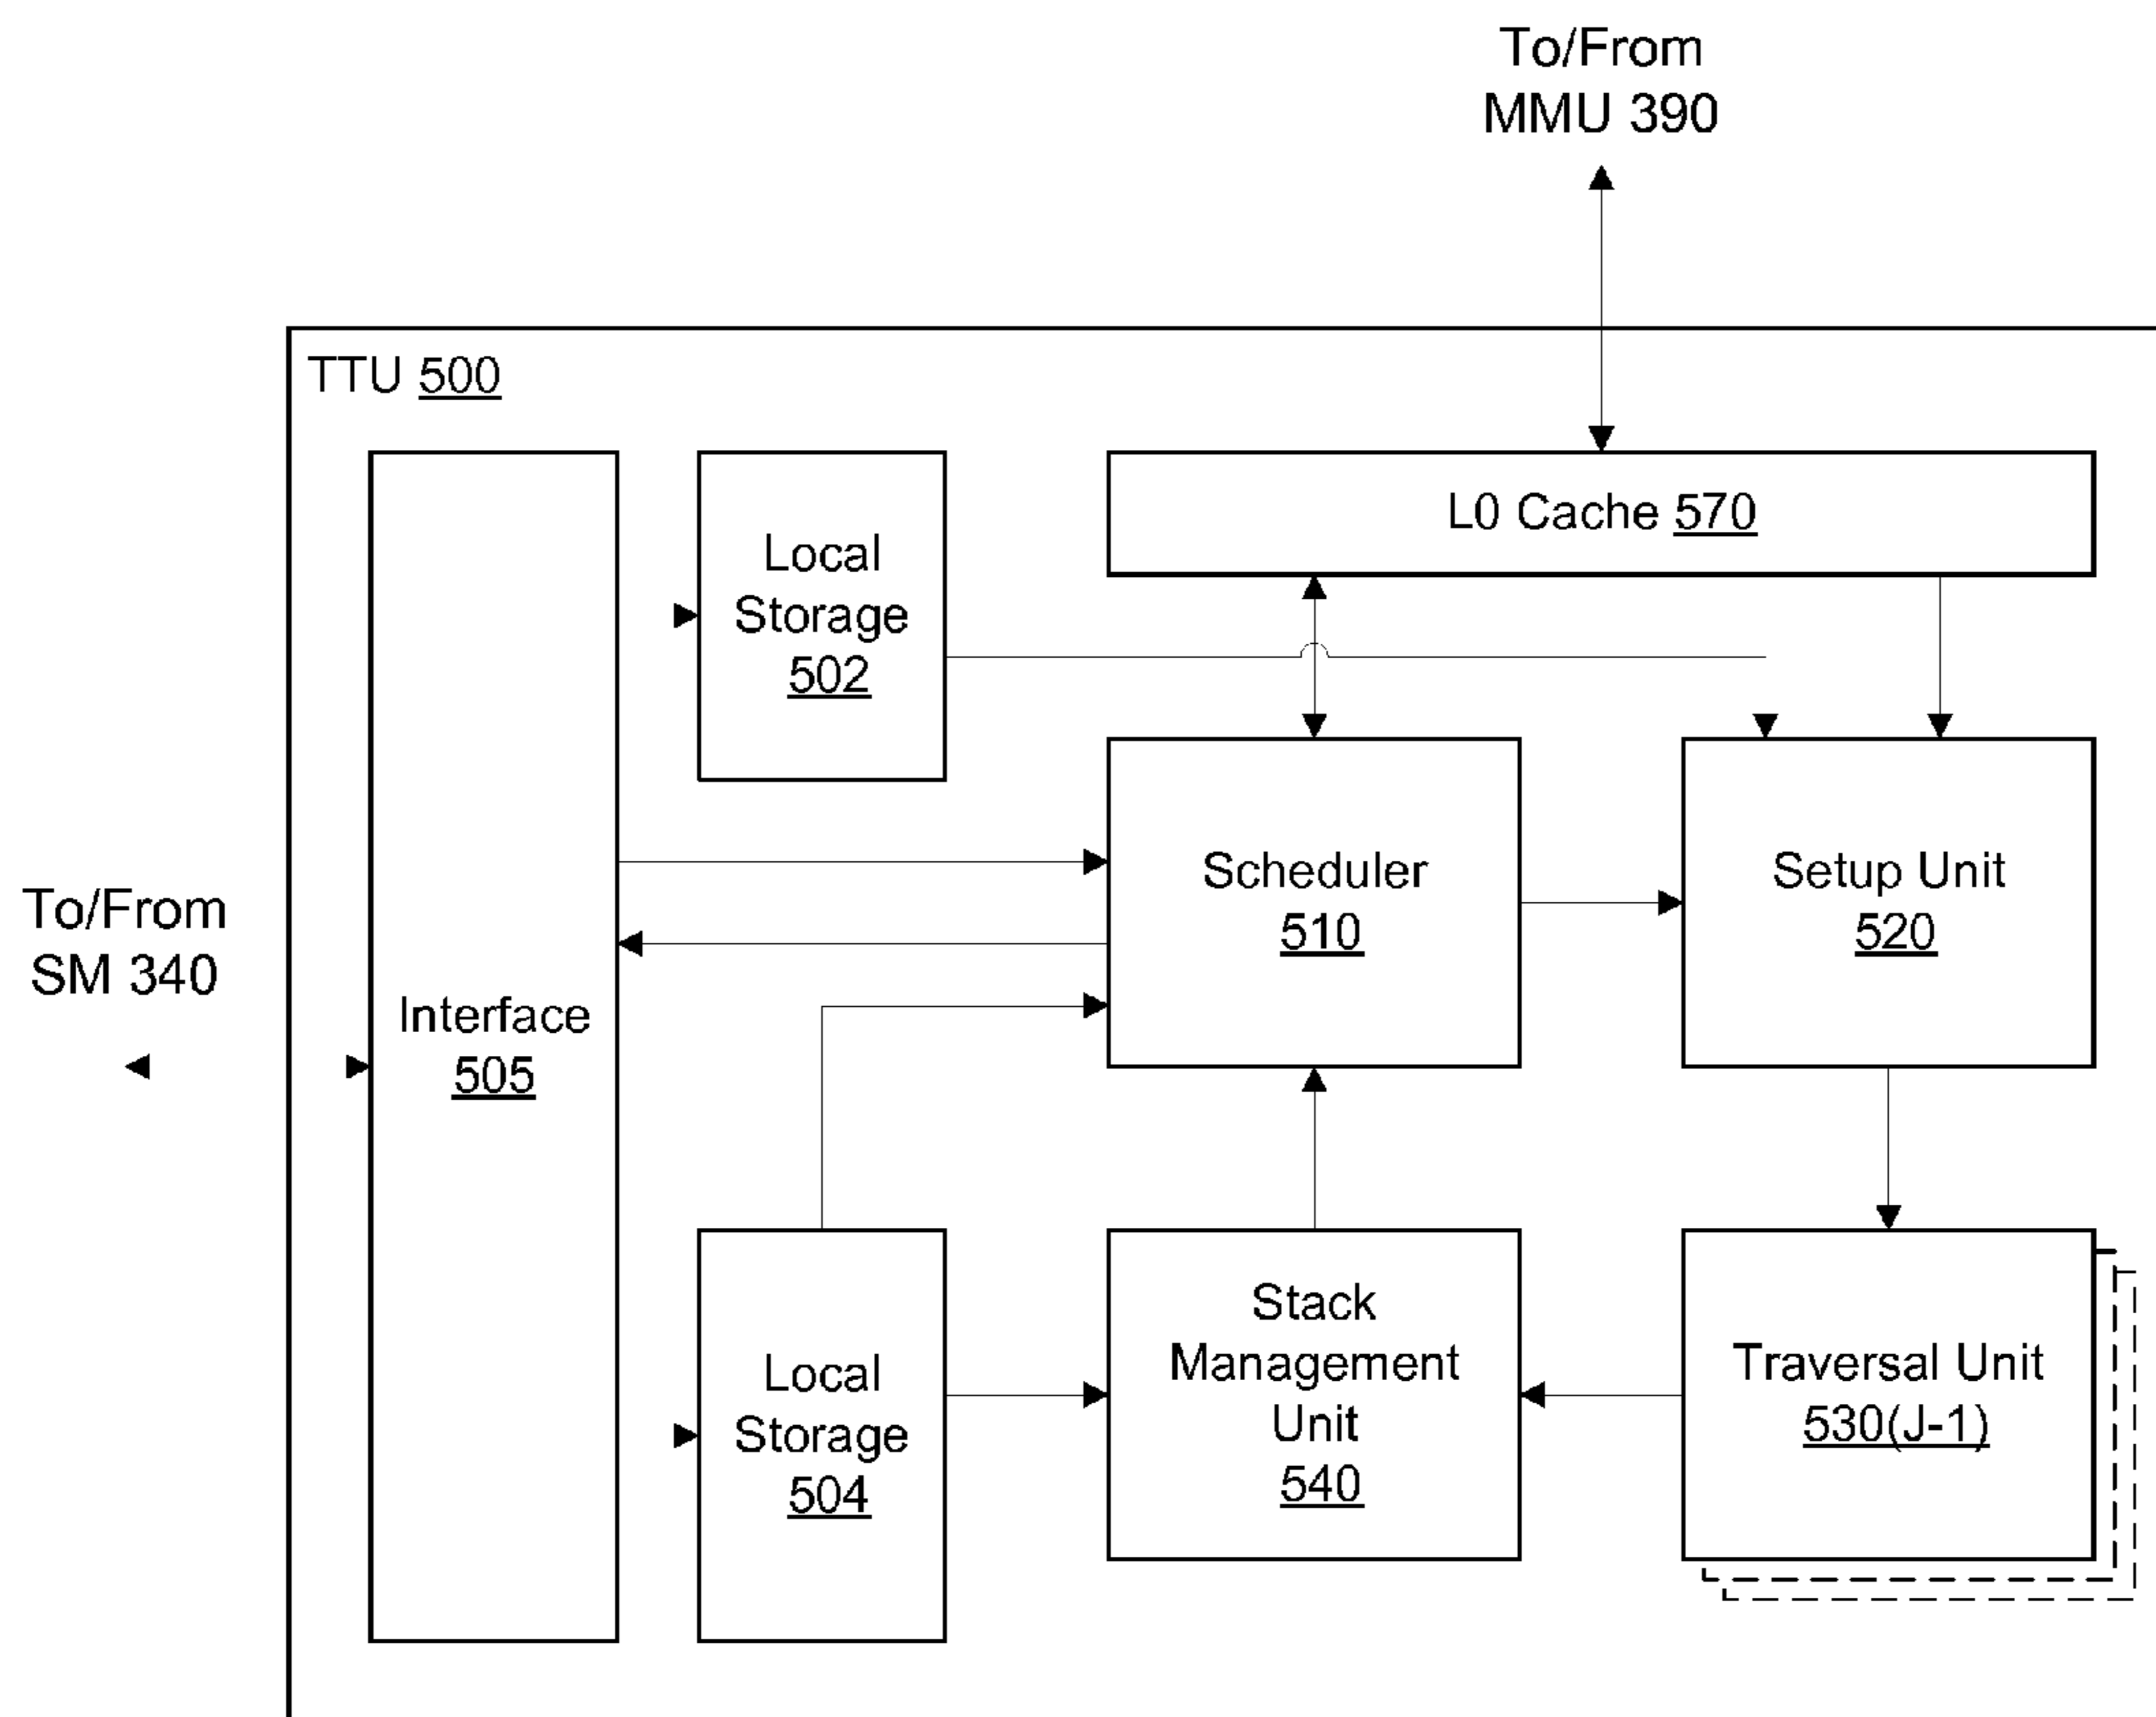 To/From
MMU 390
TTU 500
L0 Cache 570
Local
Storage
502
Scheduler
510
Setup Unit
520
To/From
SM 340
Interface
505
Local
Storage
504
Stack
Management
Unit
540
Traversal Unit
530(J-1)